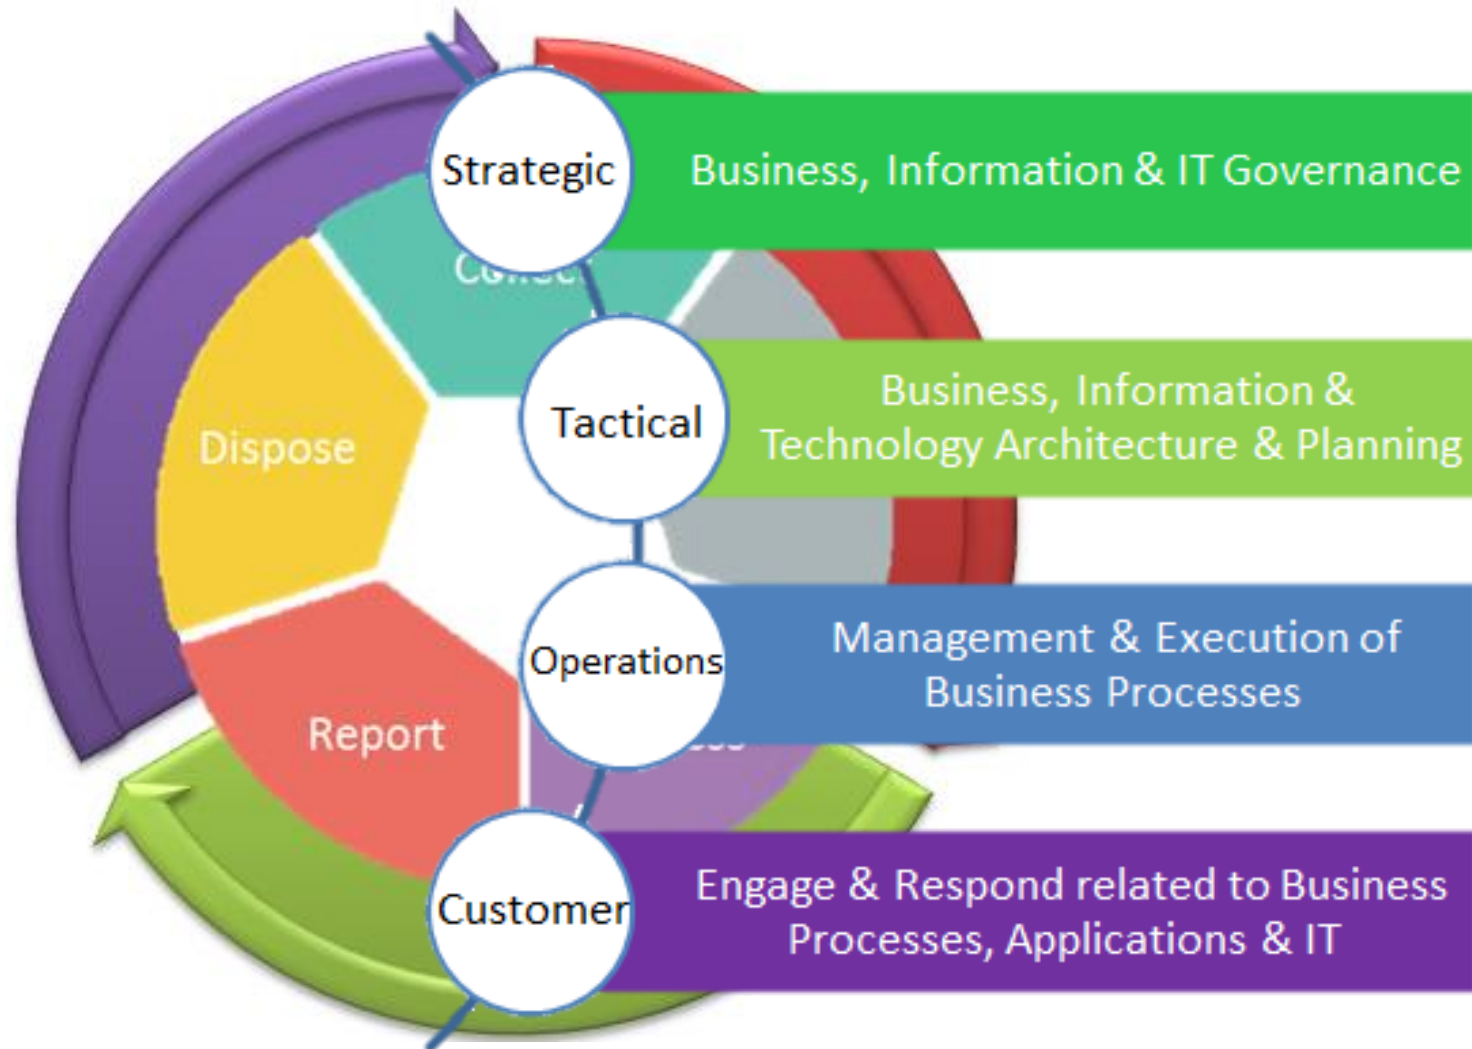 Strategic
Business, Information & IT Governance
Collect
Tactical
Business, Information &
Technology Architecture & Planning
Dispose
Operations
Management & Execution of
Business Processes
Report
Customer
Engage & Respond related to Business
Processes, Applications & IT